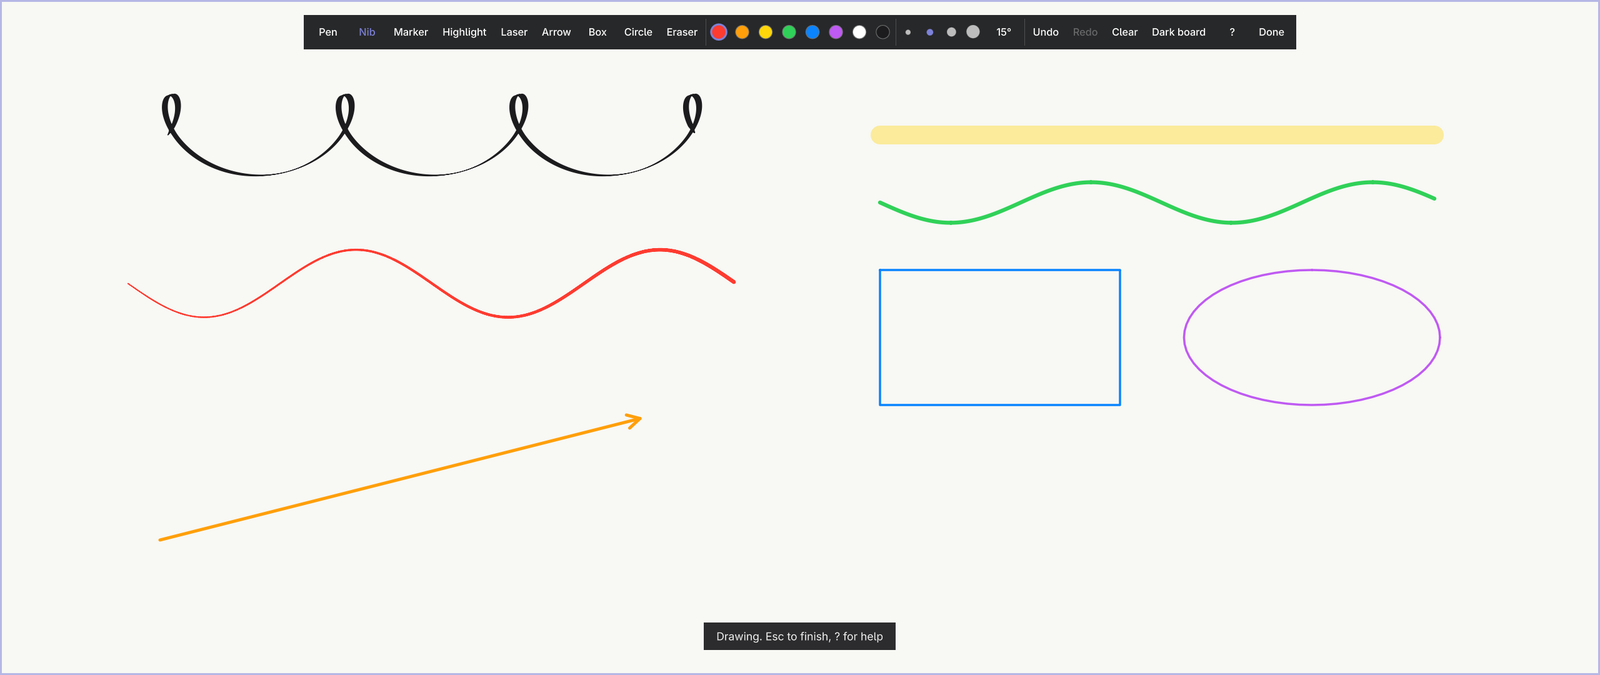 Pen Nib Marker Highlight Laser Arrow Box Circle Eraser 15° Undo Redo Clear Dark board ? Done
Drawing. Esc to finish, ? for help